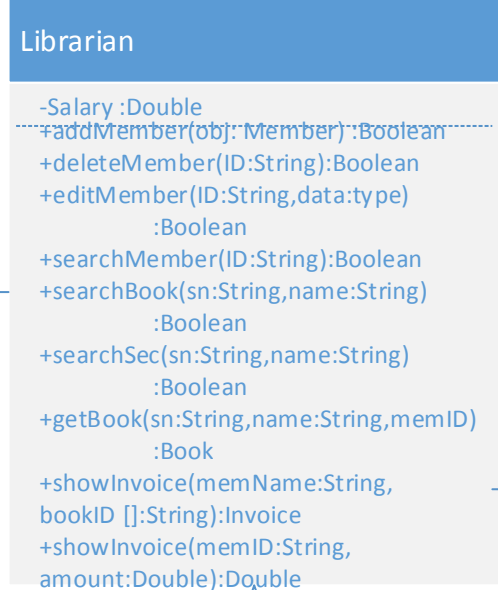 Librarian
-Salary :Double
+addMember(obj: Member) :Boolean
+deleteMember(ID:String):Boolean
+editMember(ID:String,data:type)
:Boolean
+searchMember(ID:String):Boolean
+searchBook(sn:String,name:String)
:Boolean
+searchSec(sn:String,name:String)
:Boolean
+getBook(sn:String,name:String,memID)
:Book
+showInvoice(memName:String,
bookID []:String):Invoice
+showInvoice(memID:String,
amount:Double):Double